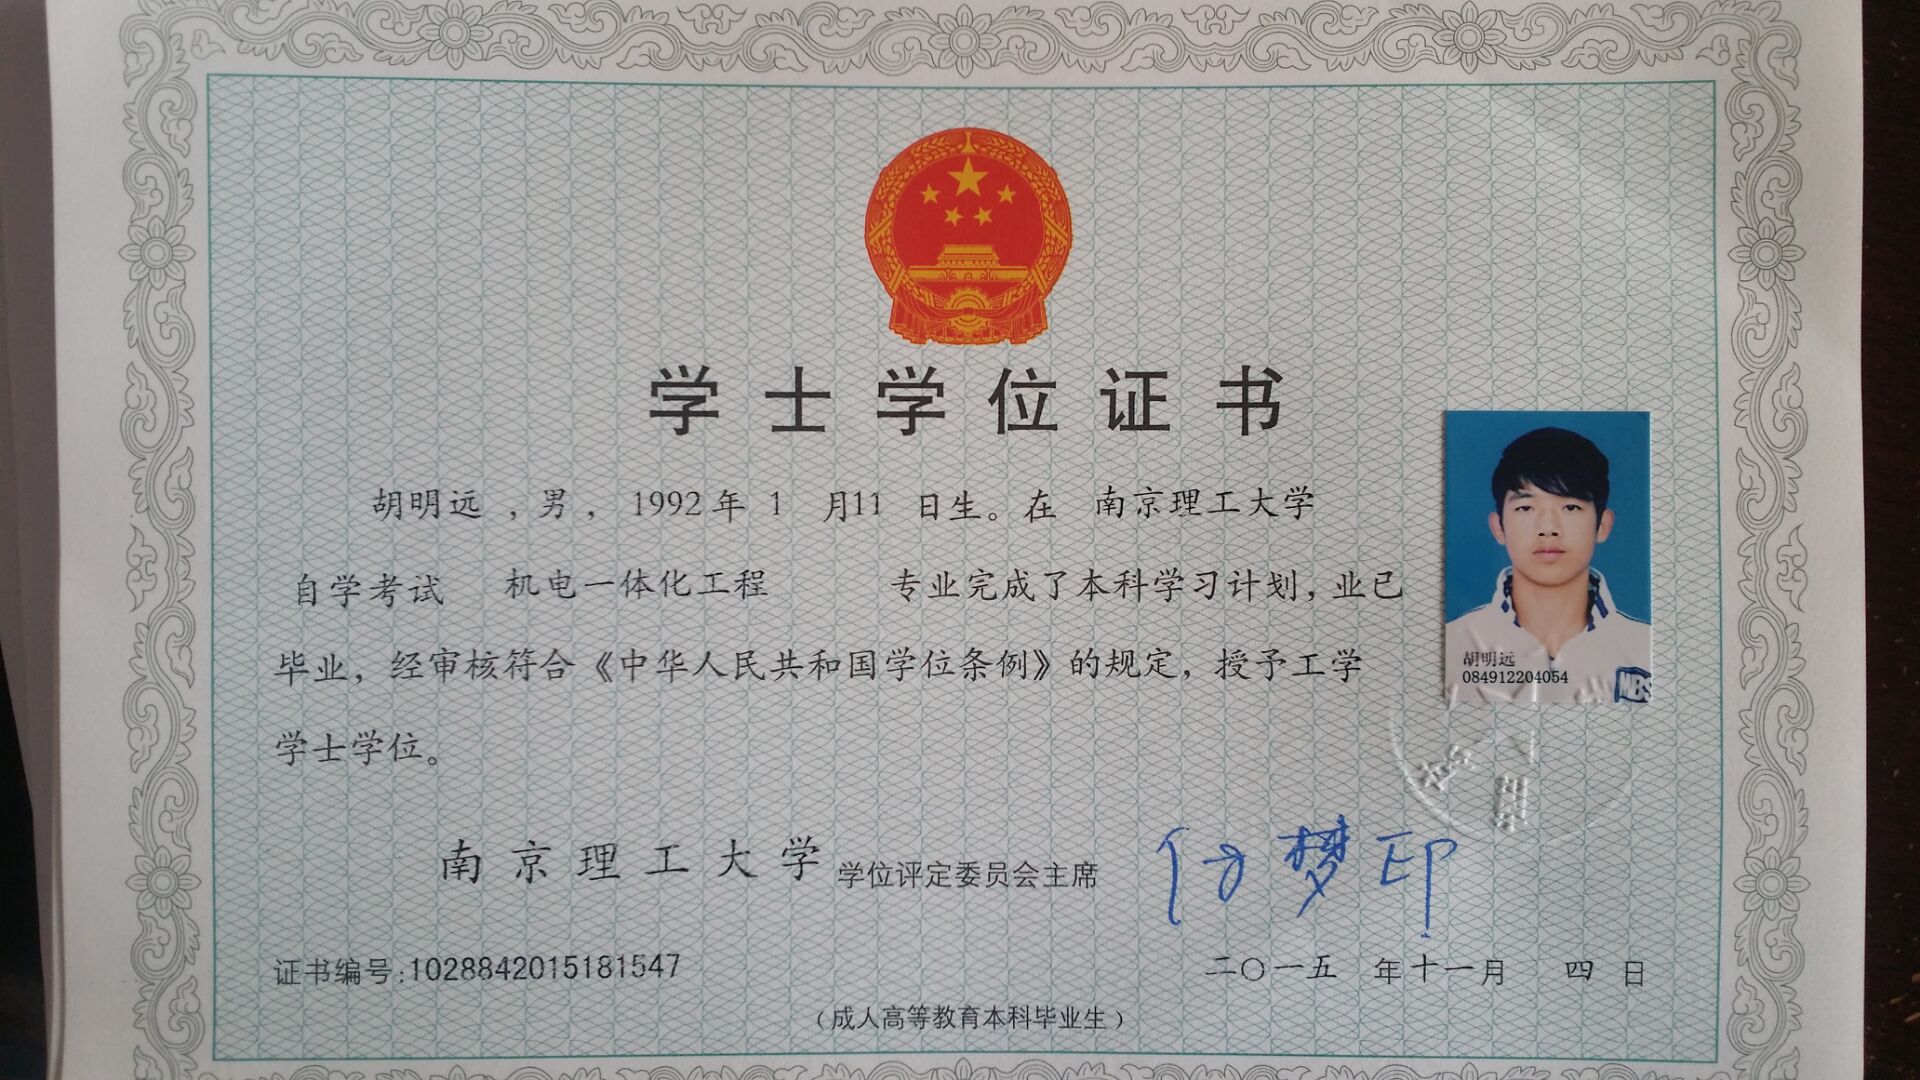 学士学位证书
胡明远，男，1992年 1 月11 日生。在 南京理工大学
自学考试 机电一体化工程 专业完成了本科学习计划，业已
毕业，经审核符合《中华人民共和国学位条例》的规定，授予工学
学士学位。
胡明远
084912204054
南京理工大学 学位评定委员会主席
证书编号:1028842015181547
二〇一五 年十一月 四 日
（成人高等教育本科毕业生）